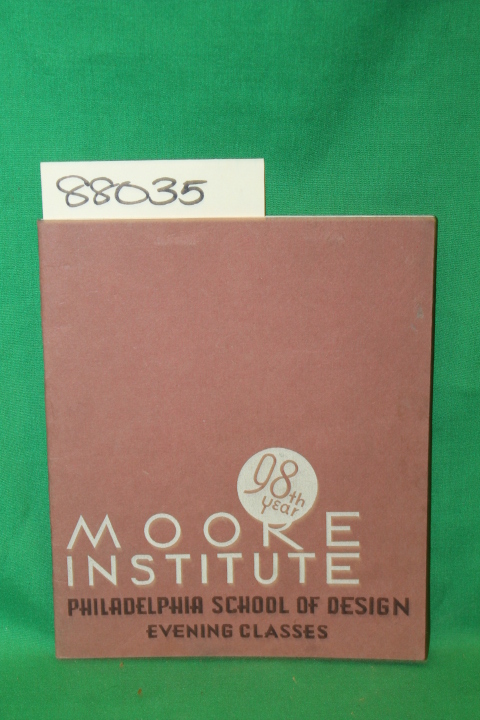 88035
98th
year
MOORE
INSTITUTE
PHILADELPHIA SCHOOL OF DESIGN
EVENING CLASSES